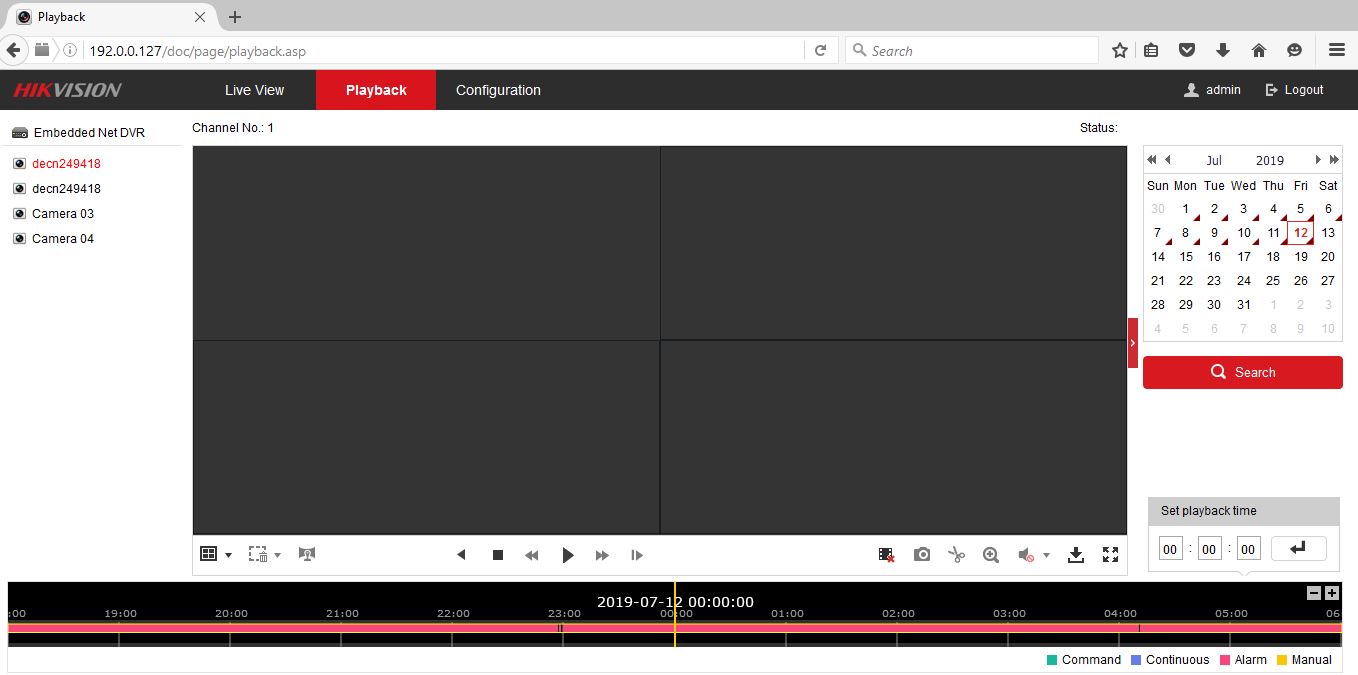 Playback
192.0.0.127/doc/page/playback.asp
Search
HIKVISION
Live View
Playback
Configuration
admin
Logout
Embedded Net DVR
decn249418
decn249418
Camera 03
Camera 04
Channel No.: 1
Status:
Jul 2019
Sun Mon Tue Wed Thu Fri Sat
30 1 2 3 4 5 6
7 8 9 10 11 12 13
14 15 16 17 18 19 20
21 22 23 24 25 26 27
28 29 30 31 1 2 3
4 5 6 7 8 9 10
Search
Set playback time
00 : 00 : 00
2019-07-12 00:00:00
:00 19:00 20:00 21:00 22:00 23:00 00:00 01:00 02:00 03:00 04:00 05:00 06
Command Continuous Alarm Manual